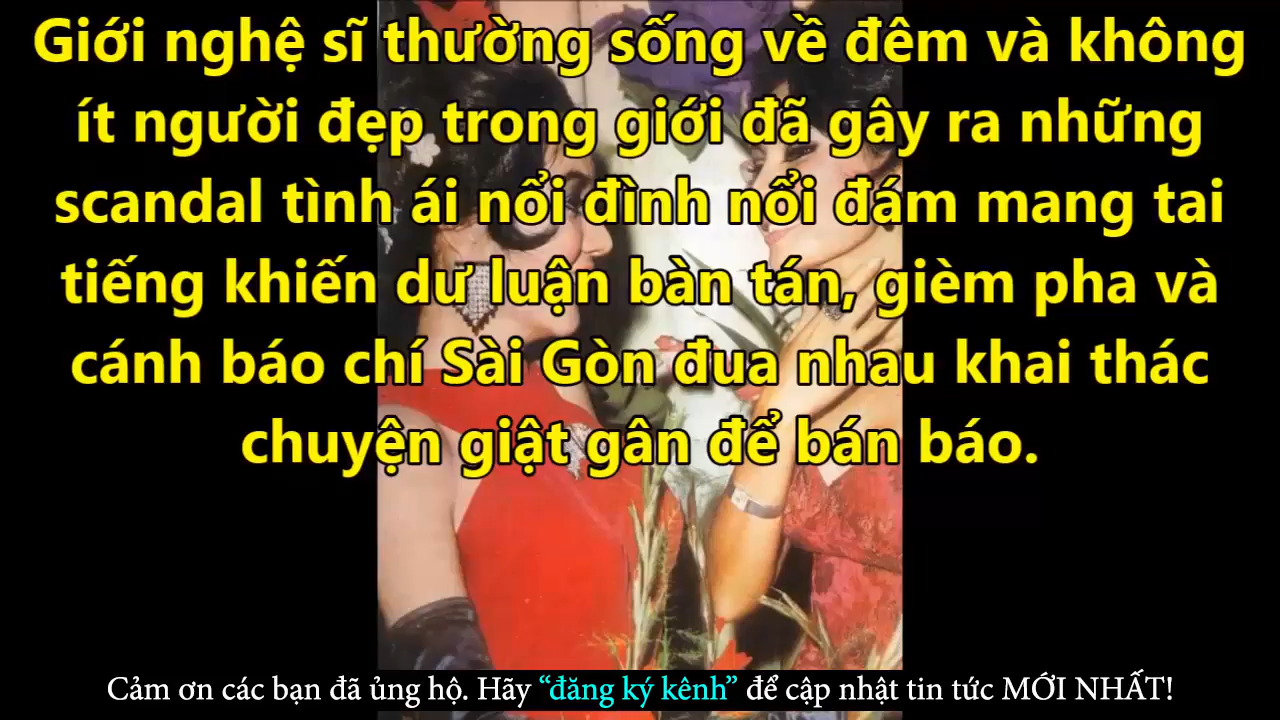 Giới nghệ sĩ thường sống về đêm và không
ít người đẹp trong giới đã gây ra những
scandal tình ái nổi đình nổi đám mang tai
tiếng khiến dư luận bàn tán, gièm pha và
cánh báo chí Sài Gòn đua nhau khai thác
chuyện giật gân để bán báo.
Cảm ơn các bạn đã ủng hộ. Hãy “đăng ký kênh” để cập nhật tin tức MỚI NHẤT!